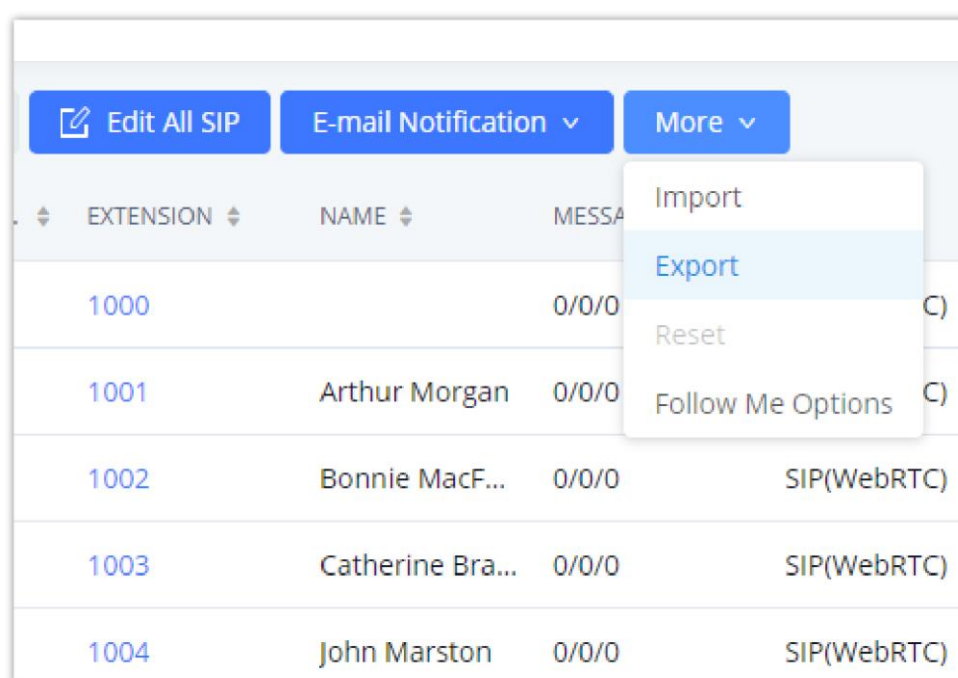 Edit All SIP E-mail Notification More
Import
. EXTENSION NAME MESSA
Export
1000 0/0/0 C)
Reset
1001 Arthur Morgan 0/0/0 C)
Follow Me Options
1002 Bonnie MacF... 0/0/0 SIP(WebRTC)
1003 Catherine Bra... 0/0/0 SIP(WebRTC)
1004 John Marston 0/0/0 SIP(WebRTC)